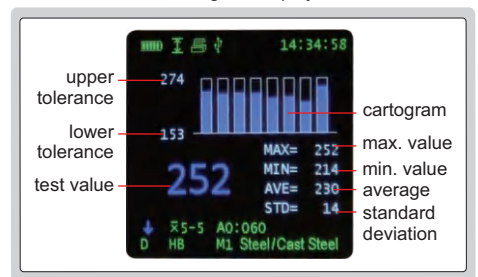 14:34:58
upper tolerance
274
cartogram
lower tolerance
153
MAX= 252
max. value
MIN= 214
min. value
test value
252
AVE= 230
average
STD= 14
standard deviation
x̅5-5 A0:060
D HB M1 Steel/Cast Steel